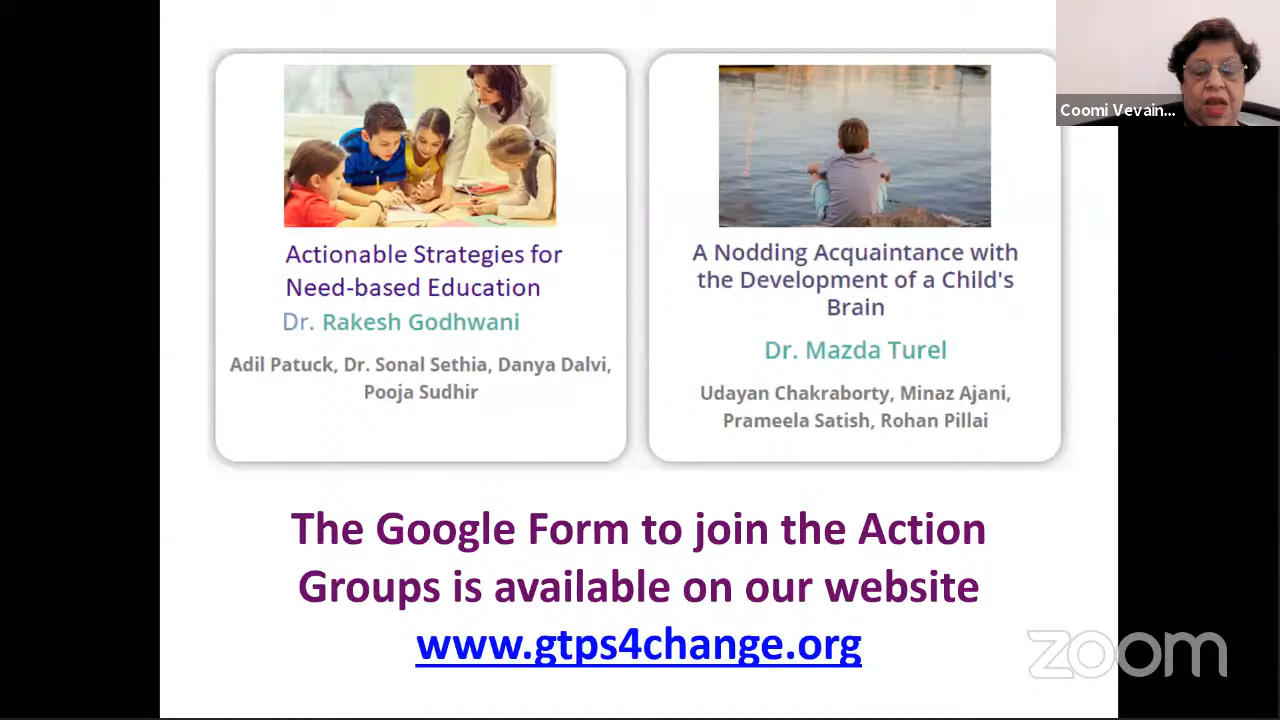 Coomi Vevain...
Actionable Strategies for
Need-based Education
Dr. Rakesh Godhwani
Adil Patuck, Dr. Sonal Sethia, Danya Dalvi,
Pooja Sudhir
A Nodding Acquaintance with
the Development of a Child's
Brain
Dr. Mazda Turel
Udayan Chakraborty, Minaz Ajani,
Prameela Satish, Rohan Pillai
The Google Form to join the Action
Groups is available on our website
www.gtps4change.org
zoom